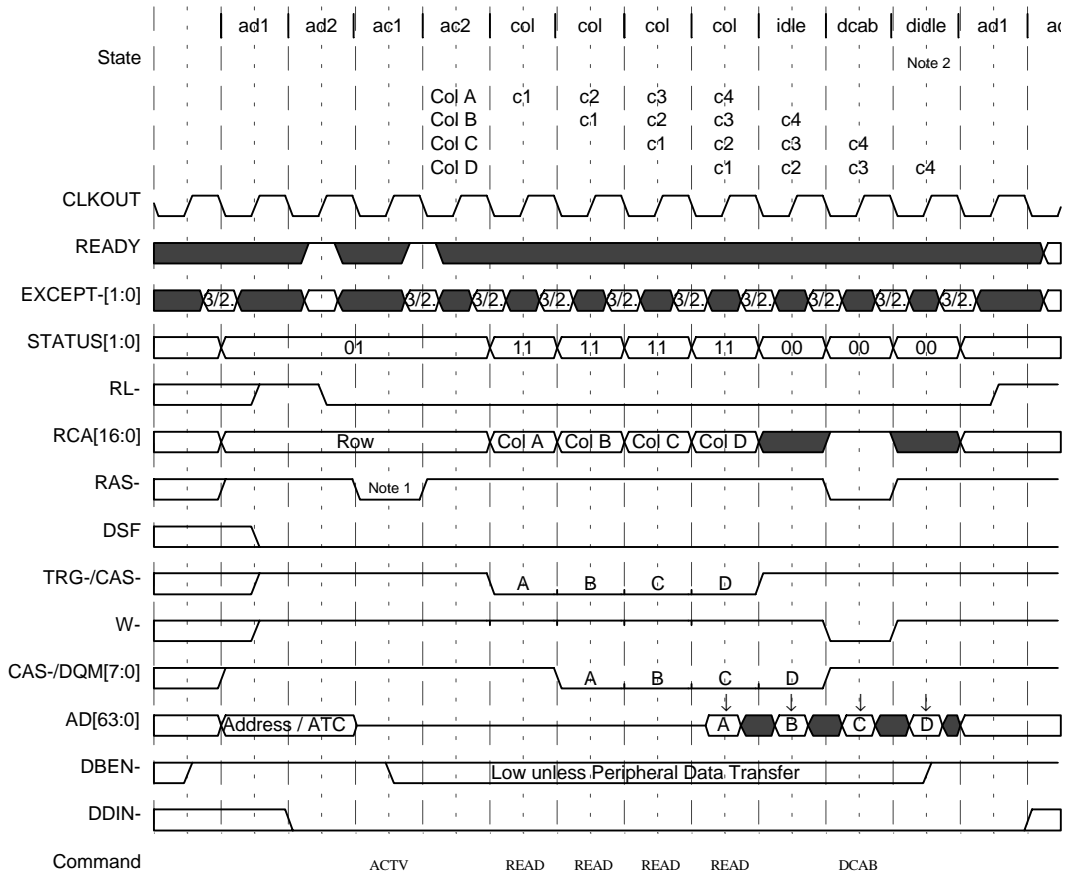 ad1 ad2 ac1 ac2 col col col col idle dcab didle ad1
State Note 2
Col A c1 c2 c3 c4
Col B c1 c2 c3 c4
Col C c1 c2 c3 c4
Col D c1 c2 c3 c4
CLKOUT
READY
EXCEPT-[1:0] 3/2. 3/2. 3/2. 3/2. 3/2. 3/2. 3/2. 3/2. 3/2. 3/2.
STATUS[1:0] 01 11 11 11 11 00 00 00
RL-
RCA[16:0] Row Col A Col B Col C Col D
RAS- Note 1
DSF
TRG-/CAS- A B C D
W-
CAS-/DQM[7:0] A B C D
AD[63:0] Address / ATC A B C D
DBEN- Low unless Peripheral Data Transfer
DDIN-
Command ACTV READ READ READ READ DCAB